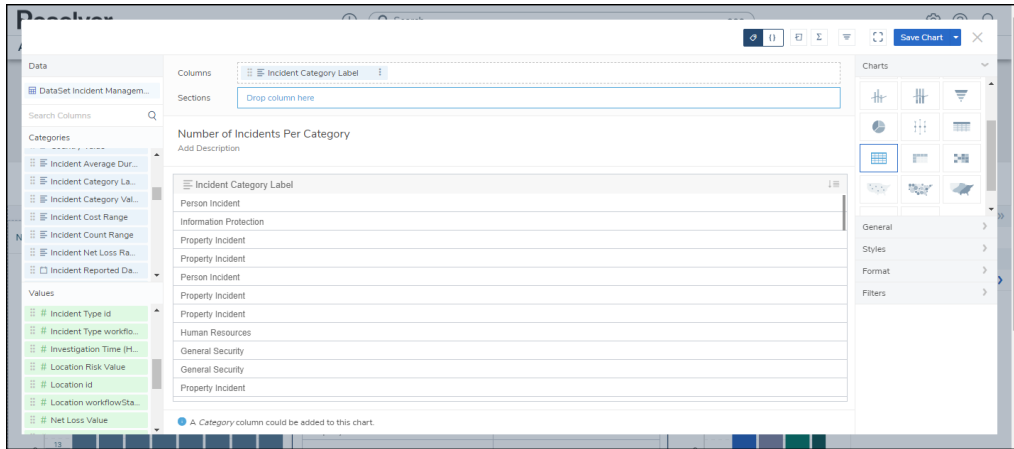 Resolver
Search
Save Chart
Data
DataSet Incident Managem...
Search Columns
Categories
Incident Average Dur...
Incident Category La...
Incident Category Val...
Incident Cost Range
Incident Count Range
Incident Net Loss Ra...
Incident Reported Da...
Values
# Incident Type id
# Incident Type workflo...
# Investigation Time (H...
# Location Risk Value
# Location id
# Location workflowSta...
# Net Loss Value
Columns
Incident Category Label
Sections
Drop column here
Number of Incidents Per Category
Add Description
Incident Category Label
Person Incident
Information Protection
Property Incident
Property Incident
Person Incident
Property Incident
Property Incident
Human Resources
General Security
General Security
Property Incident
A Category column could be added to this chart.
Charts
General
Styles
Format
Filters
13